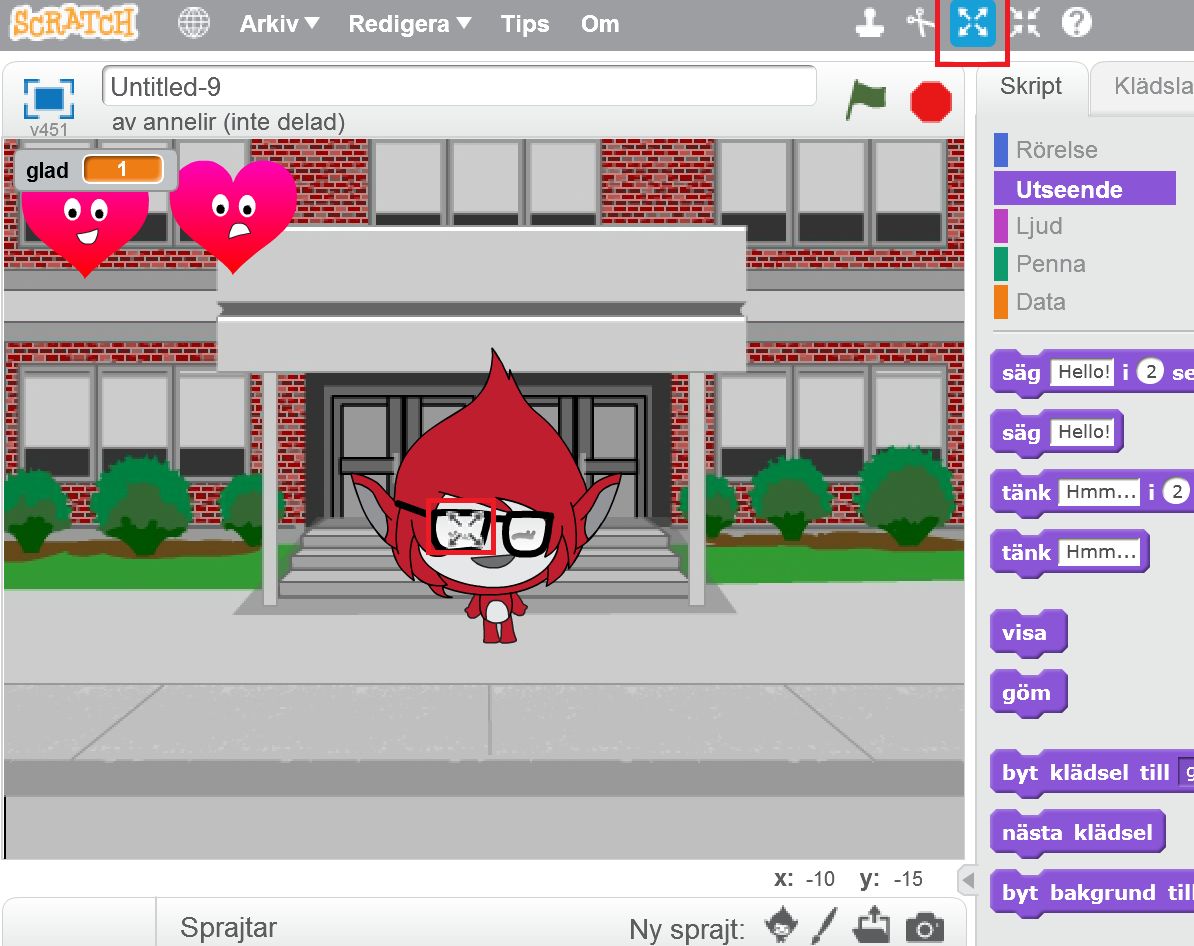 SCRATCH Arkiv Redigera Tips Om ?
Untitled-9
v451
av annelir (inte delad)
glad 1
Skript
Klädsla
Rörelse
Utseende
Ljud
Penna
Data
säg Hello! i 2 se
säg Hello!
tänk Hmm... i 2
tänk Hmm...
visa
göm
byt klädsel till g
nästa klädsel
byt bakgrund till
x: -10 y: -15
Sprajtar
Ny sprajt: